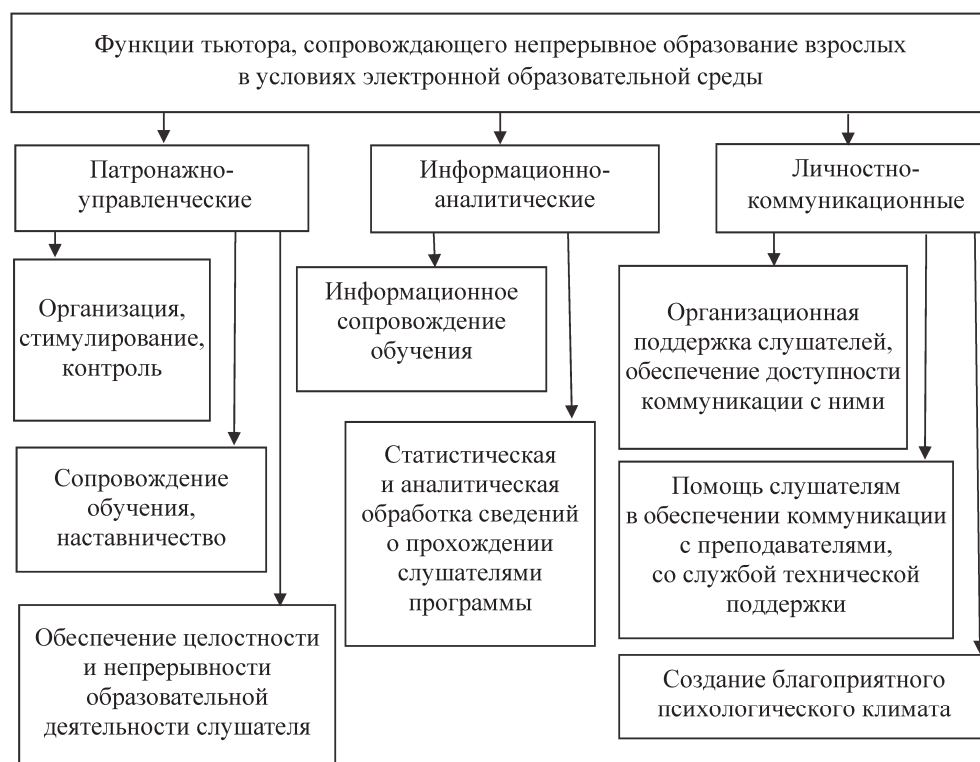 Функции тьютора, сопровождающего непрерывное образование взрослых
в условиях электронной образовательной среды
Патронажно-
управленческие
Информационно-
аналитические
Личностно-
коммуникационные
Организация,
стимулирование,
контроль
Сопровождение
обучения,
наставничество
Обеспечение целостности
и непрерывности
образовательной
деятельности слушателя
Информационное
сопровождение
обучения
Статистическая
и аналитическая
обработка сведений
о прохождении
слушателями
программы
Организационная
поддержка слушателей,
обеспечение доступности
коммуникации с ними
Помощь слушателям
в обеспечении коммуникации
с преподавателями,
со службой технической
поддержки
Создание благоприятного
психологического климата